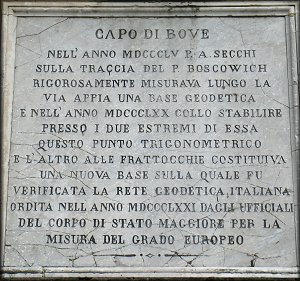 CAPO DI BOVE
NELL'ANNO MDCCCLV P. A. SECCHI
SULLA TRACCIA DEL P. BOSCOWICH
RIGOROSAMENTE MISURAVA LUNGO LA
VIA APPIA UNA BASE GEODETICA
E NELL'ANNO MDCCCLXX COLLO STABILIRE
PRESSO I DUE ESTREMI DI ESSA
QUESTO PUNTO TRIGONOMETRICO
E L'ALTRO ALLE FRATTOCCHIE COSTITUIVA
UNA NUOVA BASE SULLA QUALE FU
VERIFICATA LA RETE GEODETICA ITALIANA
ORDITA NELL'ANNO MDCCCLXXI DAGLI UFFICIALI
DEL CORPO DI STATO MAGGIORE PER LA
MISURA DEL GRADO EUROPEO